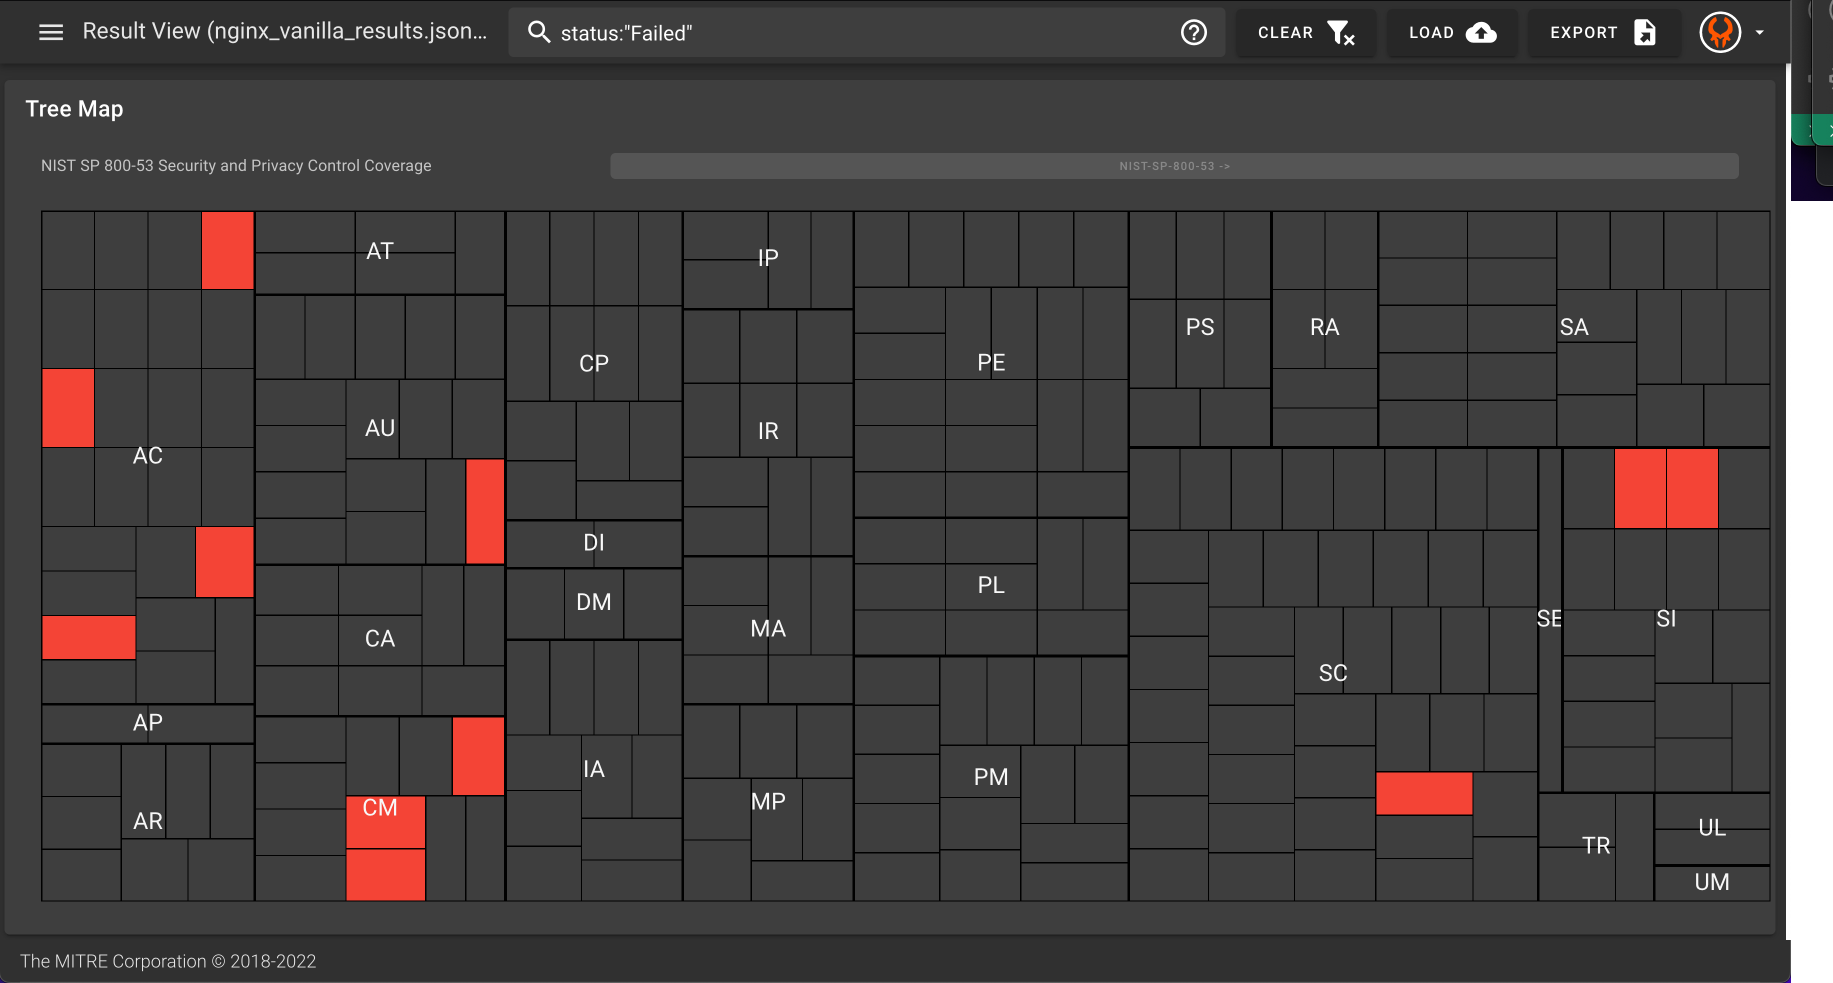 Result View (nginx_vanilla_results.json...
status:"Failed"
CLEAR
LOAD
EXPORT
Tree Map
NIST SP 800-53 Security and Privacy Control Coverage
NIST-SP-800-53 ->
AT
IP
CP
PE
PS
RA
SA
AU
IR
AC
DI
DM
PL
CA
MA
SE
SI
SC
AP
IA
PM
MP
CM
AR
TR
UL
UM
The MITRE Corporation © 2018-2022